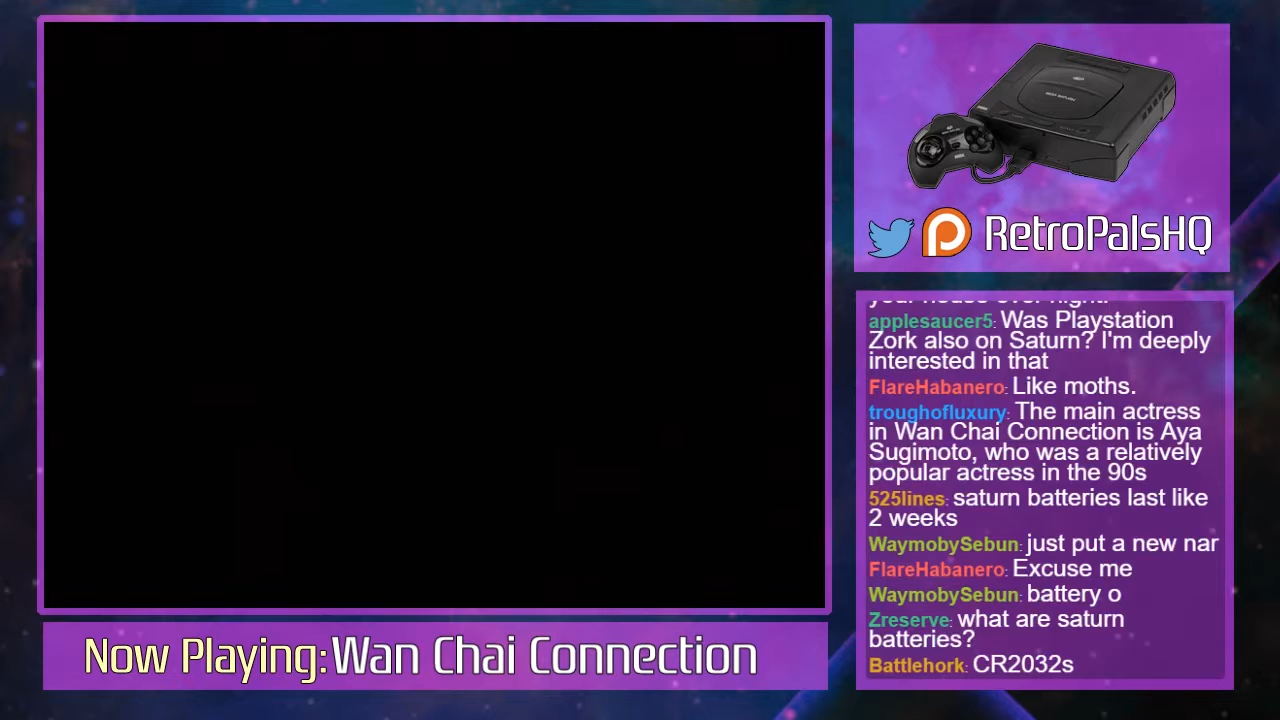 RetroPalsHQ
applesaucer5: Was Playstation
Zork also on Saturn? I'm deeply
interested in that
FlareHabanero: Like moths.
troughofluxury: The main actress
in Wan Chai Connection is Aya
Sugimoto, who was a relatively
popular actress in the 90s
525lines: saturn batteries last like
2 weeks
WaymobySebun: just put a new nar
FlareHabanero: Excuse me
WaymobySebun: battery o
Zreserve: what are saturn
batteries?
Battlehork: CR2032s
Now Playing: Wan Chai Connection